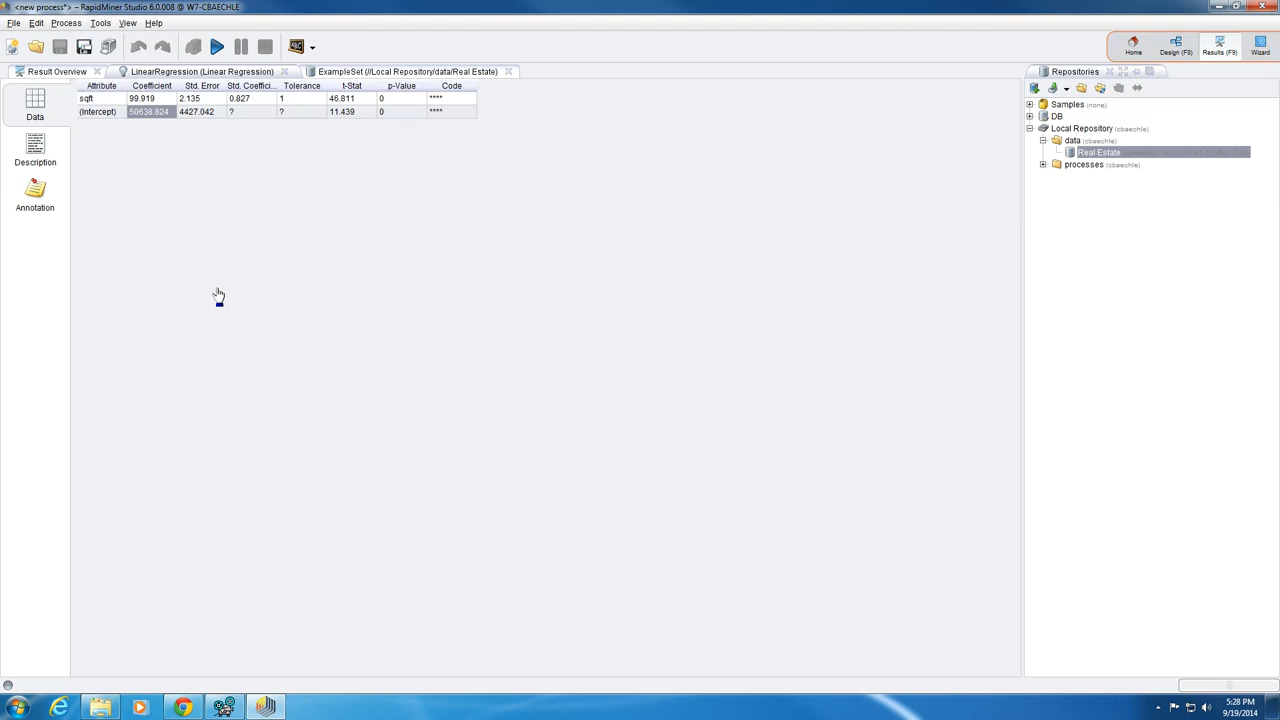 <new process*> – RapidMiner Studio 6.0.008 @ W7-CBAECHLE
File Edit Process Tools View Help
Home Design (F8) Results (F9) Wizard
Result Overview LinearRegression (Linear Regression) ExampleSet (//Local Repository/data/Real Estate) Repositories
Attribute Coefficient Std. Error Std. Coeffici... Tolerance t-Stat p-Value Code
sqft 99.919 2.135 0.827 1 46.811 0 ****
(Intercept) 50638.824 4427.042 ? ? 11.439 0 ****
Data
Description
Annotation
Samples (none)
DB
Local Repository (cbaechle)
data (cbaechle)
Real Estate
processes (cbaechle)
5:28 PM
9/19/2014